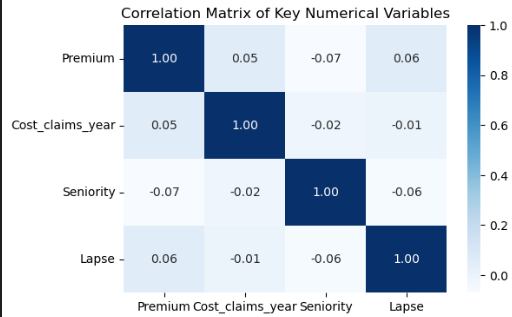 Correlation Matrix of Key Numerical Variables
Premium 1.00 0.05 -0.07 0.06
Cost_claims_year 0.05 1.00 -0.02 -0.01
Seniority -0.07 -0.02 1.00 -0.06
Lapse 0.06 -0.01 -0.06 1.00
Premium Cost_claims_year Seniority Lapse
1.0
0.8
0.6
0.4
0.2
0.0